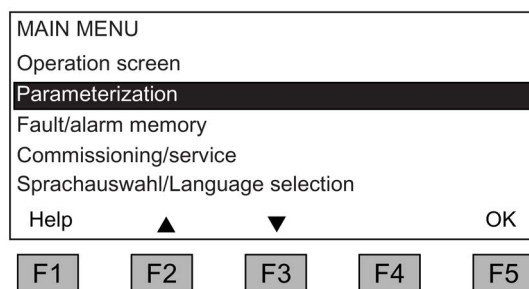 MAIN MENU
Operation screen
Parameterization
Fault/alarm memory
Commissioning/service
Sprachauswahl/Language selection
Help ▲ ▼ OK
F1 F2 F3 F4 F5